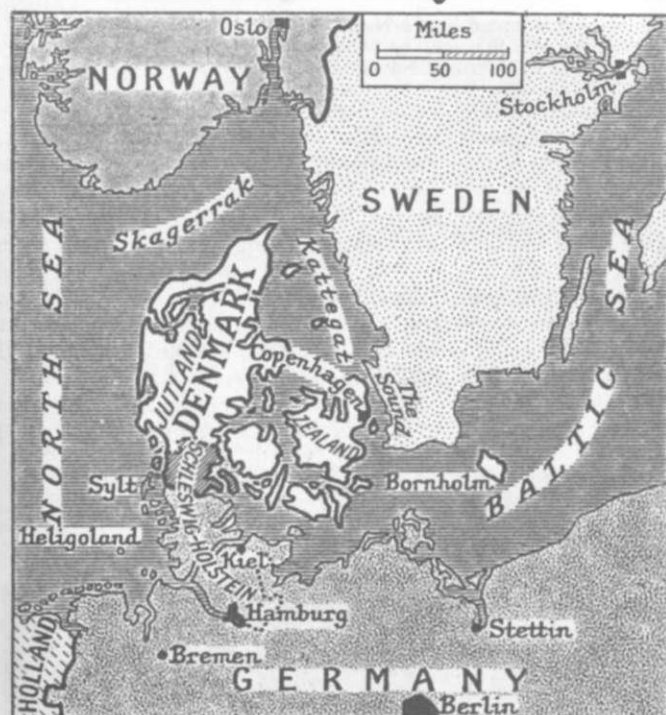 Oslo
Miles
0 50 100
NORWAY
Stockholm
SWEDEN
Skagerrak
NORTH SEA
Kattegat
BALTIC SEA
JUTLAND
DENMARK
Copenhagen
The Sound
ZEALAND
SCHLESWIG-HOLSTEIN
Sylt
Bornholm
Heligoland
Kiel
Hamburg
Stettin
HOLLAND
Bremen
GERMANY
Berlin